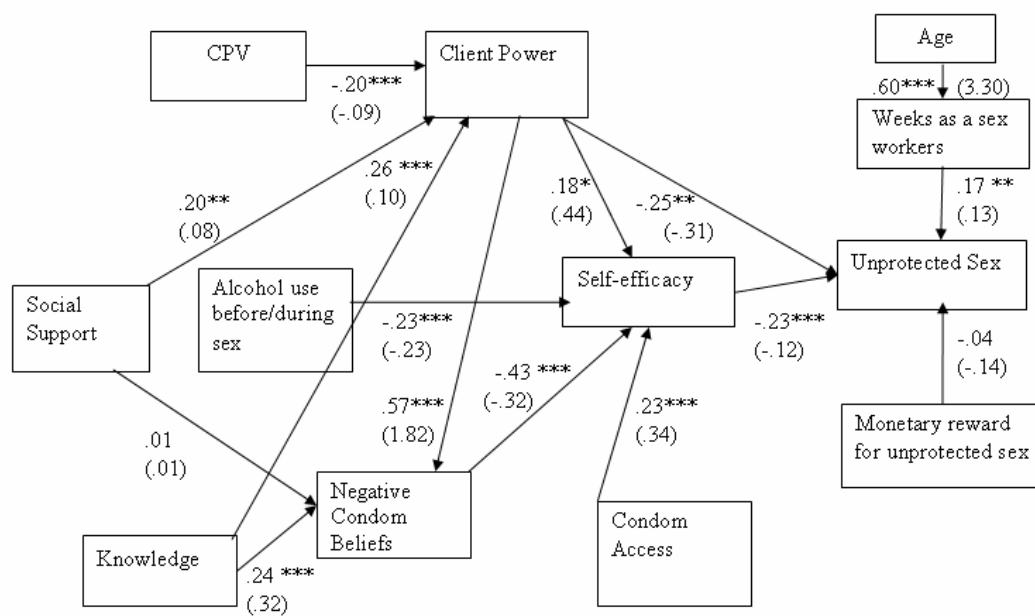 CPV
Client Power
Age
-.20***
(-.09)
.60***
(3.30)
Weeks as a sex
workers
.26 ***
(.10)
.20**
(.08)
.18*
(.44)
-.25**
(-.31)
.17 **
(.13)
Social
Support
Alcohol use
before/during
sex
Self-efficacy
Unprotected Sex
-.23***
(-.23)
-.23***
(-.12)
-.04
(-.14)
-.43 ***
(-.32)
.57***
(1.82)
.23***
(.34)
Monetary reward
for unprotected sex
.01
(.01)
Negative
Condom
Beliefs
Condom
Access
Knowledge
.24 ***
(.32)